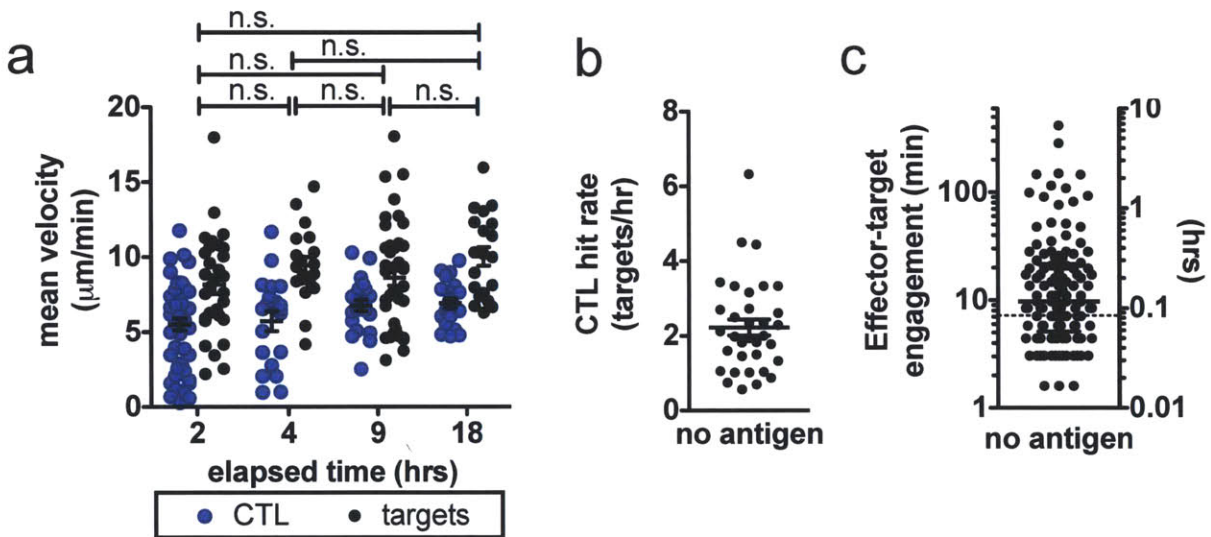 a
n.s.
n.s.
n.s.
n.s.
n.s.
n.s.
mean velocity
(μm/min)
20
15
10
5
0
2
4
9
18
elapsed time (hrs)
CTL
targets
b
CTL hit rate
(targets/hr)
8
6
4
2
0
no antigen
c
Effector-target
engagement (min)
100
10
1
10
1
0.1
0.01
(hrs)
no antigen